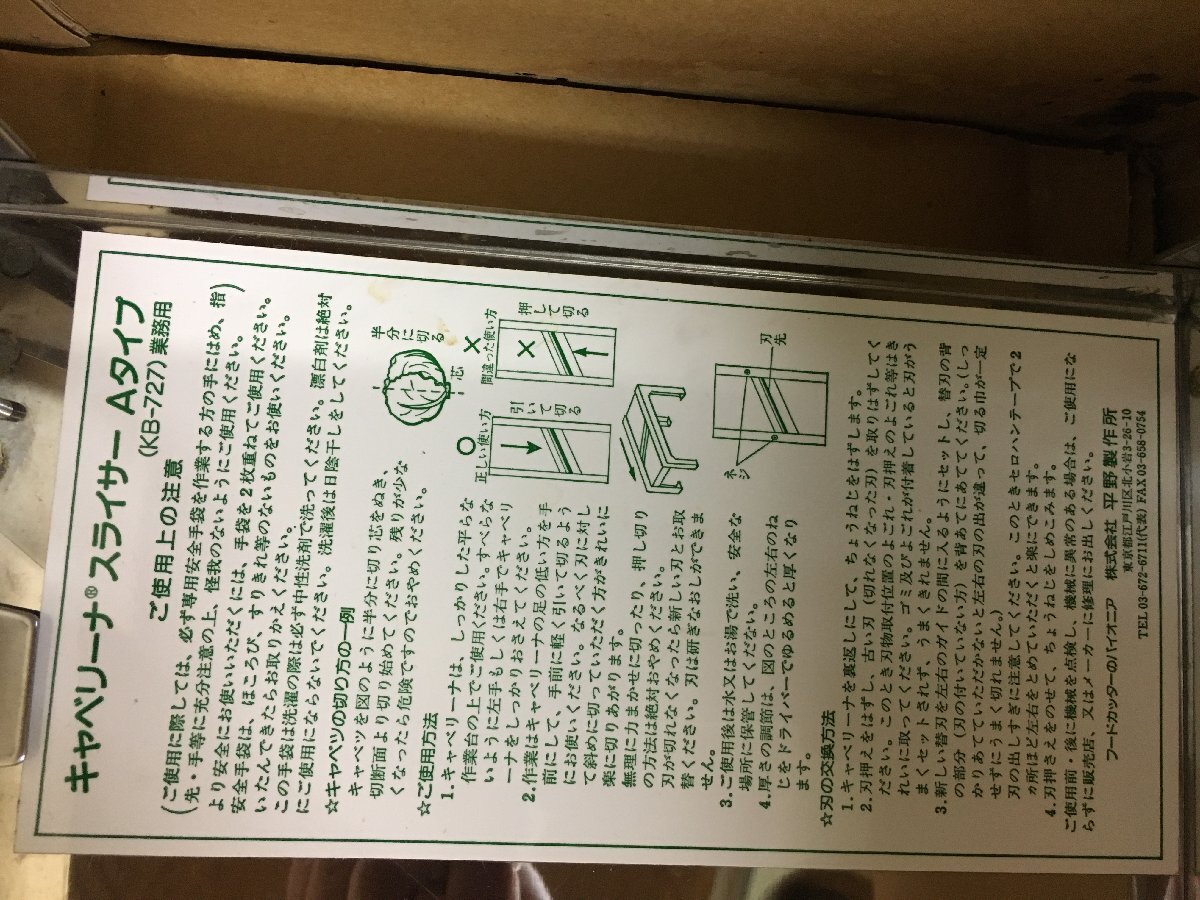 キャベリーナ®スライサー Aタイプ
(KB-727)業務用
ご使用上の注意
(ご使用に際しては、必ず専用安全手袋を作業する方の手にはめ、指
先・手等に充分注意の上、怪我のないようにご使用ください。)
より安全にお使いいただくには、手袋を2枚重ねてご使用ください。
安全手袋は、ほころび、すりきれ等のないものをお使いください。
いたんできたらお取りかえください。
この手袋は洗濯の際は必ず中性洗剤で洗ってください。漂白剤は絶対
にご使用にならないでください。洗濯後は日陰干しをしてください。
☆キャベツの切り方の一例
キャベツを図のように半分に切り芯をぬき、
切断面より切り始めてください。残りが少な
くなったら危険ですのでおやめください。
芯
半分に切る
☆ご使用方法
1.キャベリーナは、しっかりした平らな
作業台の上でご使用ください。すべらな
いように左手もしくは右手でキャベリ
ーナをしっかりおさえてください。
2.作業はキャベリーナの足の低い方を手
前にして、手前に軽く引いて切るよう
にお使いください。なるべく刃に対し
て斜めに切っていただく方がきれいに
楽に切りあがります。
無理に力まかせに切ったり、押し切り
の方法は絶対おやめください。
刃が切れなくなったら新しい刃とお取
替ください。刃は研ぎなおしができま
せん。
3.ご使用後は水又はお湯で洗い、安全な
場所に保管してください。
4.厚さの調節は、図のところの左右のね
じをドライバーでゆるめると厚くなり
ます。
○
正しい使い方
引いて切る
×
間違った使い方
×
押して切る
ネジ
刃先
☆刃の交換方法
1.キャベリーナを裏返しにして、ちょうねじをはずします。
2.刃押えをはずし、古い刃(切れなくなった刃)を取りはずしてく
ださい。このとき刃物取付位置のよごれ・刃押えのよごれ等はき
れいに取ってください。ゴミ及びよごれが付着していると刃がう
まくセットされず、うまくきれません。
3.新しい替刃を左右のガイドの間に入るようにセットし、替刃の背
の部分(刃の付いていない方)を背あてにあててください。(しっ
かりあてていただかないと左右の刃の出が違って、切る巾が一定
せずにうまく切れません。)
刃の出しすぎに注意してください。このときセロハンテープで2
ヵ所ほど左右をとめていただくと楽にできます。
4.刃押さえをのせて、ちょうねじをしめこみます。
ご使用前・後に機械を点検し、機械に異常のある場合は、ご使用にな
らずに販売店、又はメーカーに修理にお出しください。
フードカッターのパイオニア 株式会社 平野製作所
東京都江戸川区北小岩3-26-10
TEL 03-672-6711(代表) FAX 03-658-0754